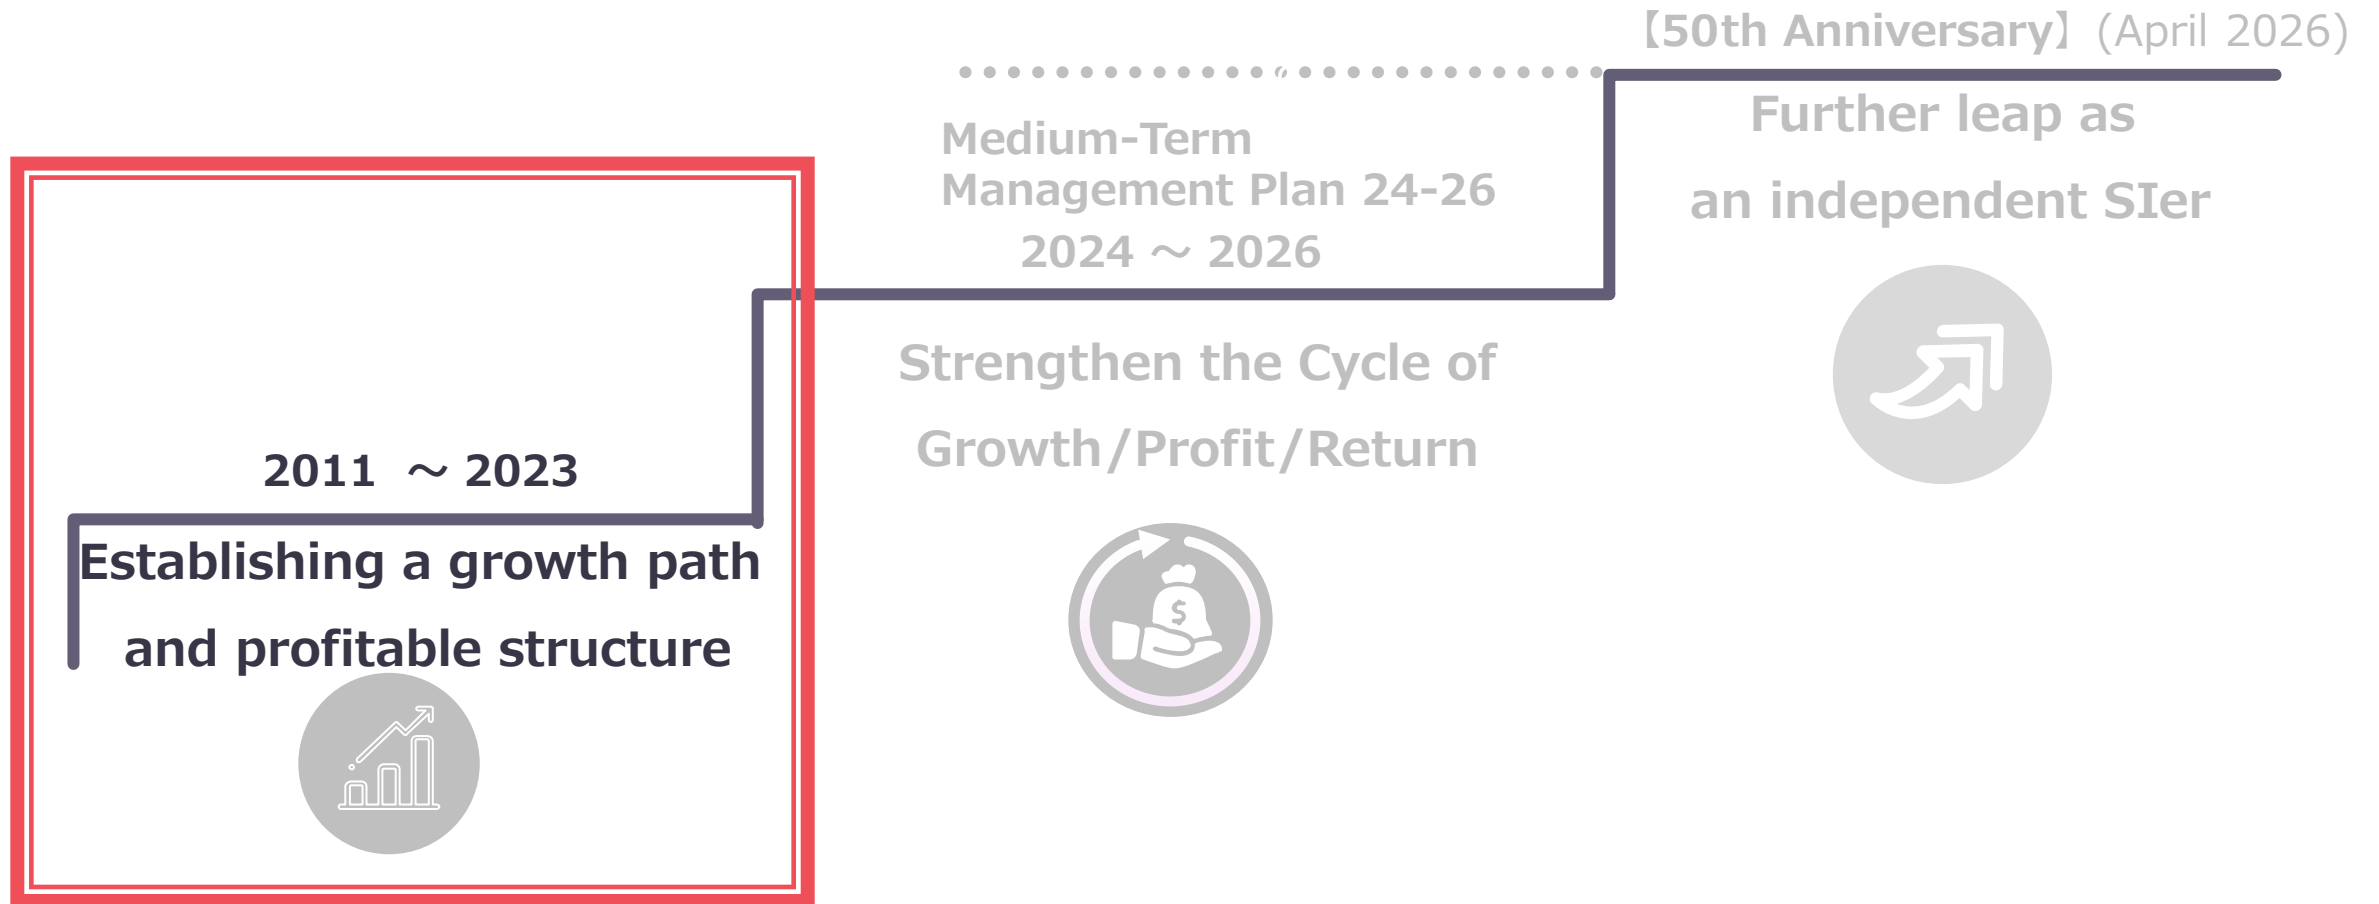 【50th Anniversary】 (April 2026)
Further leap as
an independent SIer
Medium-Term
Management Plan 24-26
2024 ～ 2026
Strengthen the Cycle of
Growth/Profit/Return
$
2011 ～ 2023
Establishing a growth path
and profitable structure